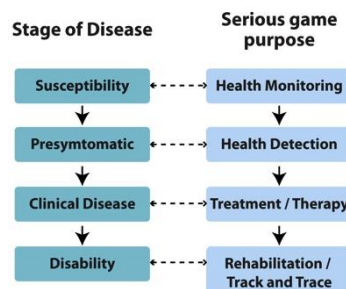 Stage of Disease
Serious game
purpose
Susceptibility
Health Monitoring
Presymtomatic
Health Detection
Clinical Disease
Treatment / Therapy
Disability
Rehabilitation /
Track and Trace